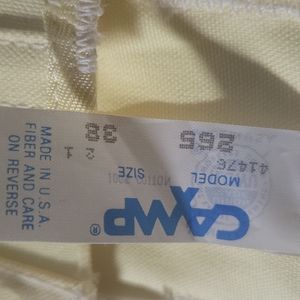 CAMP®
MODEL SIZE
41476
265 38
MADE IN U.S.A.
FIBER AND CARE
ON REVERSE